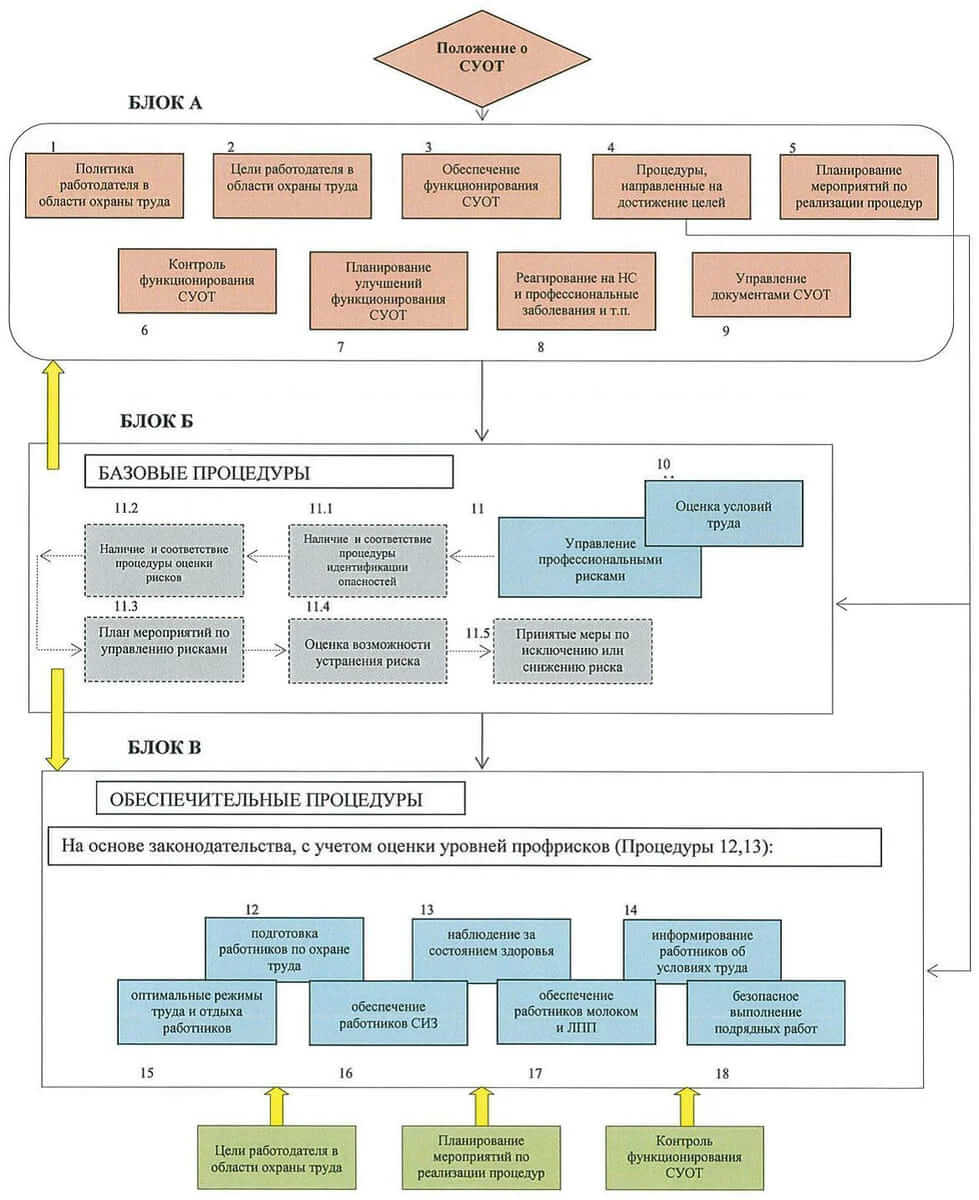 Положение о
СУОТ
БЛОК А
1
Политика
работодателя в
области охраны труда
2
Цели работодателя в
области охраны труда
3
Обеспечение
функционирования
СУОТ
4
Процедуры,
направленные на
достижение целей
5
Планирование
мероприятий по
реализации процедур
Контроль
функционирования
СУОТ
6
Планирование
улучшений
функционирования
СУОТ
7
Реагирование на НС
и профессиональные
заболевания и т.п.
8
Управление
документами СУОТ
9
БЛОК Б
БАЗОВЫЕ ПРОЦЕДУРЫ
10
Оценка условий
труда
11
Управление
профессиональными
рисками
11.1
Наличие и соответствие
процедуры
идентификации
опасностей
11.2
Наличие и соответствие
процедуры оценки
рисков
11.3
План мероприятий по
управлению рисками
11.4
Оценка возможности
устранения риска
11.5
Принятые меры по
исключению или
снижению риска
БЛОК В
ОБЕСПЕЧИТЕЛЬНЫЕ ПРОЦЕДУРЫ
На основе законодательства, с учетом оценки уровней профрисков (Процедуры 12,13):
12
подготовка
работников по охране
труда
13
наблюдение за
состоянием здоровья
14
информирование
работников об
условиях труда
оптимальные режимы
труда и отдыха
работников
15
обеспечение
работников СИЗ
16
обеспечение
работников молоком
и ЛПП
17
безопасное
выполнение
подрядных работ
18
Цели работодателя в
области охраны труда
Планирование
мероприятий по
реализации процедур
Контроль
функционирования
СУОТ